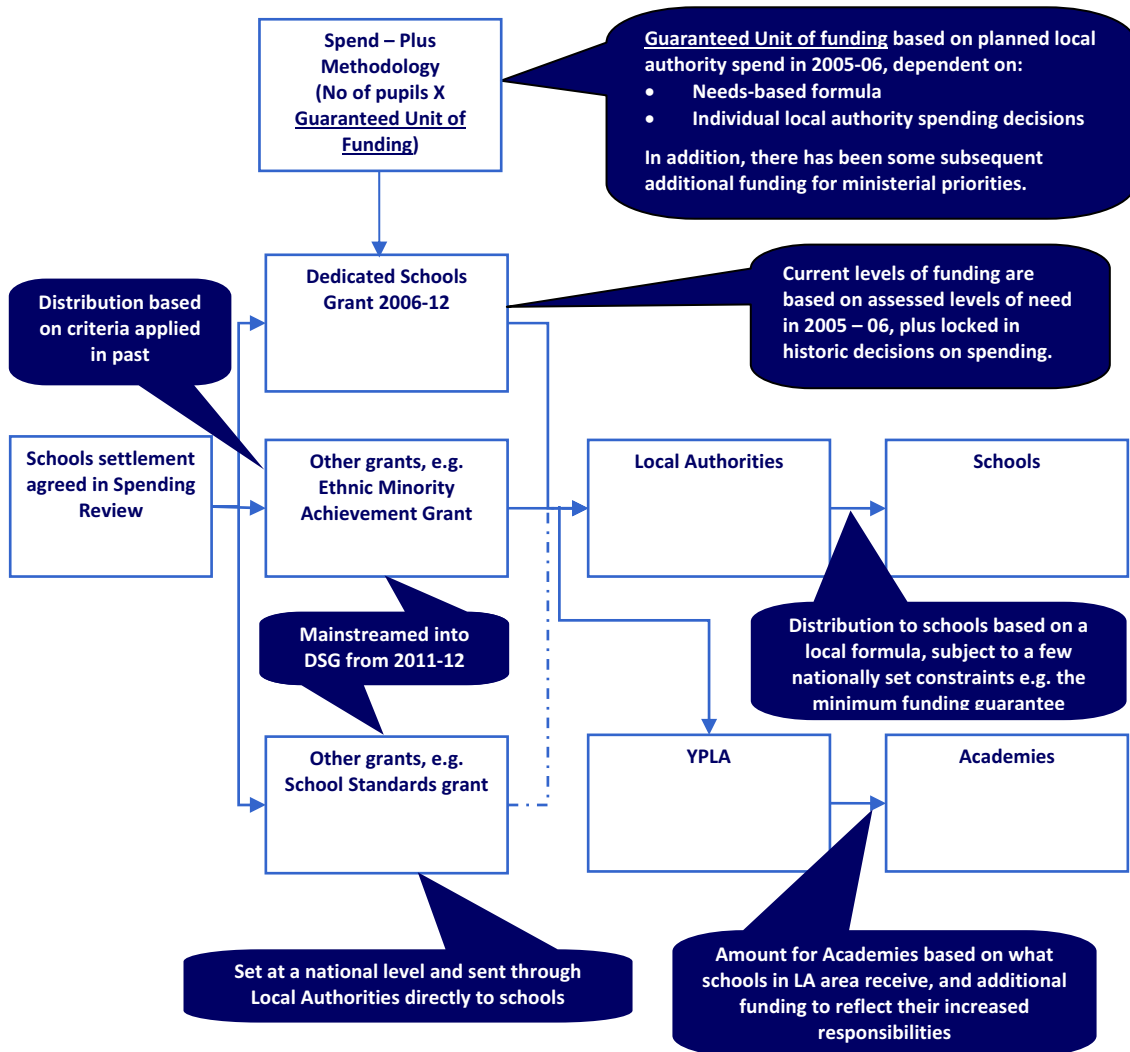 Spend – Plus
Methodology
(No of pupils X
Guaranteed Unit of
Funding)
Guaranteed Unit of funding based on planned local
authority spend in 2005-06, dependent on:
• Needs-based formula
• Individual local authority spending decisions
In addition, there has been some subsequent
additional funding for ministerial priorities.
Dedicated Schools
Grant 2006-12
Current levels of funding are
based on assessed levels of need
in 2005 – 06, plus locked in
historic decisions on spending.
Distribution based
on criteria applied
in past
Schools settlement
agreed in Spending
Review
Other grants, e.g.
Ethnic Minority
Achievement Grant
Local Authorities
Schools
Mainstreamed into
DSG from 2011-12
Distribution to schools based on a
local formula, subject to a few
nationally set constraints e.g. the
minimum funding guarantee
Other grants, e.g.
School Standards grant
YPLA
Academies
Set at a national level and sent through
Local Authorities directly to schools
Amount for Academies based on what
schools in LA area receive, and additional
funding to reflect their increased
responsibilities